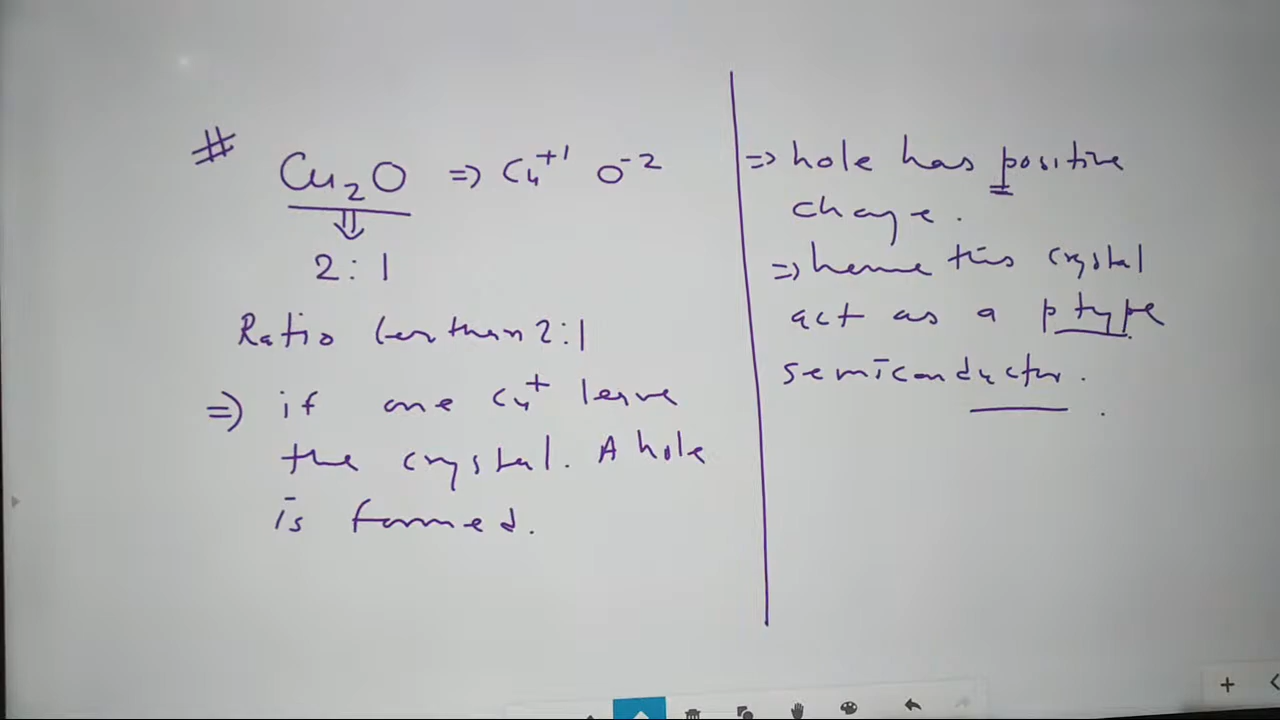 # Cu₂O ⇒ Cu⁺¹ O⁻²
⇓
2 : 1
Ratio less than 2:1
⇒ if one Cu⁺ leave
the crystal. A hole
is formed.
⇒ hole has positive
charge.
⇒ hence this crystal
act as a p type
semiconductor.